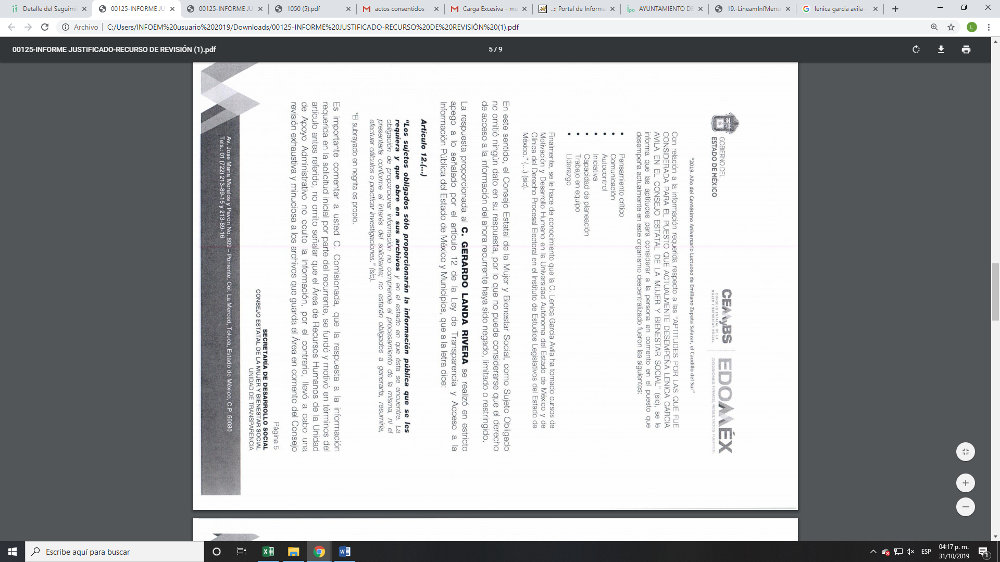 Detalle del Seguimi
00125-INFORME JU
00125-INFORME JU
1050 (5).pdf
actos consentidos -
Carga Excesiva - mu
..:: Portal de Informa
AYUNTAMIENTO DE
19.-LineamInfMensu
lenica garcia avila -
Archivo | C:/Users/INFOEM%20usuario%202019/Downloads/00125-INFORME%20JUSTIFICADO-RECURSO%20DE%20REVISIÓN%20(1).pdf
L
00125-INFORME JUSTIFICADO-RECURSO DE REVISIÓN (1).pdf
5 / 9
GOBIERNO DEL
ESTADO DE MÉXICO
CEMyBS
CONSEJO ESTATAL DE LA
MUJER Y BIENESTAR SOCIAL
EDOMÉX
DECISIONES FIRMES, RESULTADOS FUERTES.
"2019. Año del Centésimo Aniversario Luctuoso de Emiliano Zapata Salazar, el Caudillo del Sur"
Con relación a la información requerida respecto a las "APTITUDES POR LAS QUE FUE
CONSIDERADA PARA EL PUESTO QUE ACTUALMENTE DESEMPEÑA LENICA GARCÍA
AVILA EN EL CONSEJO ESTATAL DE LA MUJER Y BIENESTAR SOCIAL" (sic), se le
informa que las aptitudes para considerar a la persona en comento en el puesto que
desempeña actualmente en este organismo descentralizado fueron las siguientes:
• Pensamiento crítico
• Comunicación
• Autocontrol
• Iniciativa
• Capacidad de planeación
• Trabajo en equipo
• Liderazgo
Finalmente, se le hace de conocimiento que la C. Lenica Garcia Avila ha tomado cursos de
Motivación y Desarrollo Humano en la Universidad Autónoma del Estado de México y de
Clínica del Derecho Procesal Electoral en el Instituto de Estudios Legislativos del Estado de
México." (...) (sic).
En este sentido, el Consejo Estatal de la Mujer y Bienestar Social, como Sujeto Obligado
no omitió ningún dato en su respuesta, por lo que no puede considerarse que el derecho
de acceso a la información del ahora recurrente haya sido negado, limitado o restringido.
La respuesta proporcionada al C. GERARDO LANDA RIVERA se realizó en estricto
apego a lo señalado por el artículo 12 de la Ley de Transparencia y Acceso a la
Información Pública del Estado de México y Municipios, que a la letra dice:
Artículo 12.(...)
"Los sujetos obligados sólo proporcionarán la información pública que se les
requiera y que obre en sus archivos y en el estado en que ésta se encuentre. La
obligación de proporcionar información no comprende el procesamiento de la misma, ni el
presentarla conforme al interés del solicitante; no estarán obligados a generarla, resumirla,
efectuar cálculos o practicar investigaciones." (sic).
*El subrayado en negrita es propio.
Es importante comentar a usted C. Comisionada, que la respuesta a la información
requerida en la solicitud inicial por parte del recurrente, se fundó y motivó en términos del
artículo antes referido, no omito señalar que el Área de Recursos Humanos de la Unidad
de Apoyo Administrativo no oculto la información, por el contrario, llevó a cabo una
revisión exhaustiva y minuciosa a los archivos que guarda el Área en comento del Consejo
Página 5
SECRETARÍA DE DESARROLLO SOCIAL
CONSEJO ESTATAL DE LA MUJER Y BIENESTAR SOCIAL
UNIDAD DE TRANSPARENCIA
Av. José María Morelos y Pavón No. 809 – Poniente, Col. La Merced, Toluca, Estado de México, C.P. 50080
Tels.: 01 (722) 213-89-15 y 213-89-16
Escribe aquí para buscar
ESP
04:17 p. m.
31/10/2019
1